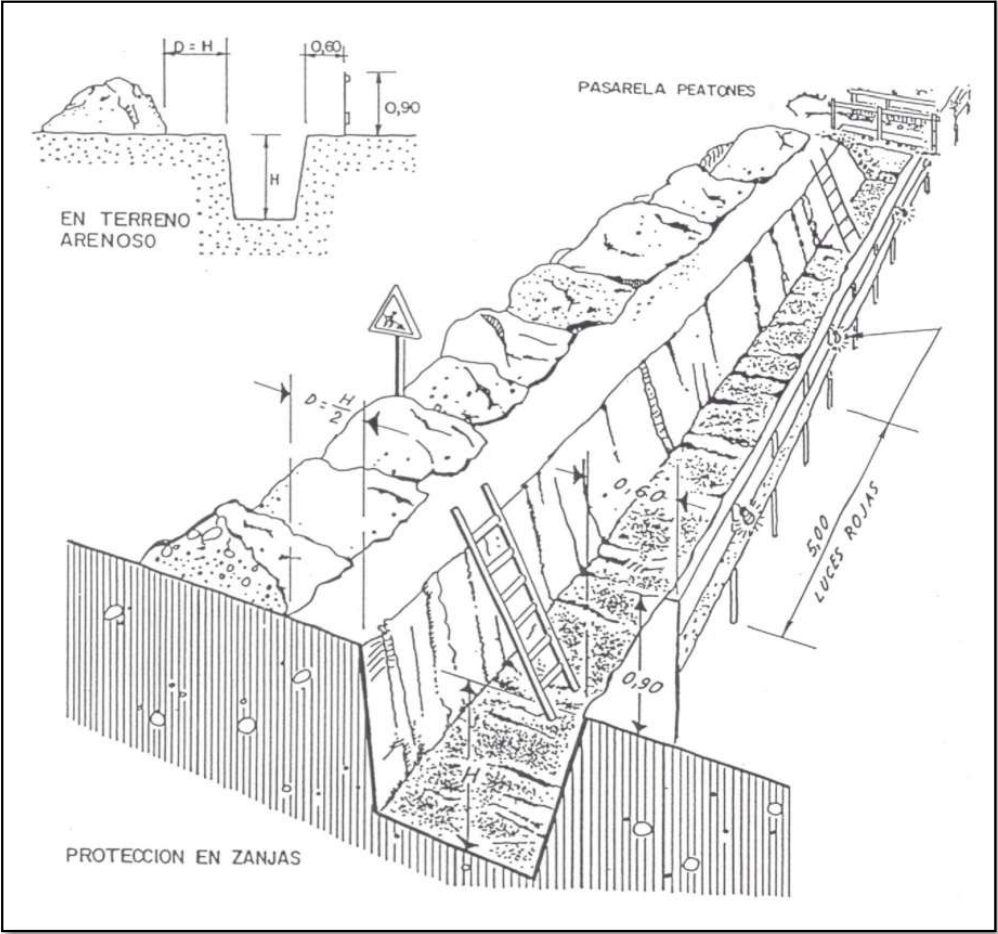 D = H
0,60
0,90
H
EN TERRENO
ARENOSO
PASARELA PEATONES
D = H/2
0,60
5,00
LUCES ROJAS
0,90
H
PROTECCION EN ZANJAS